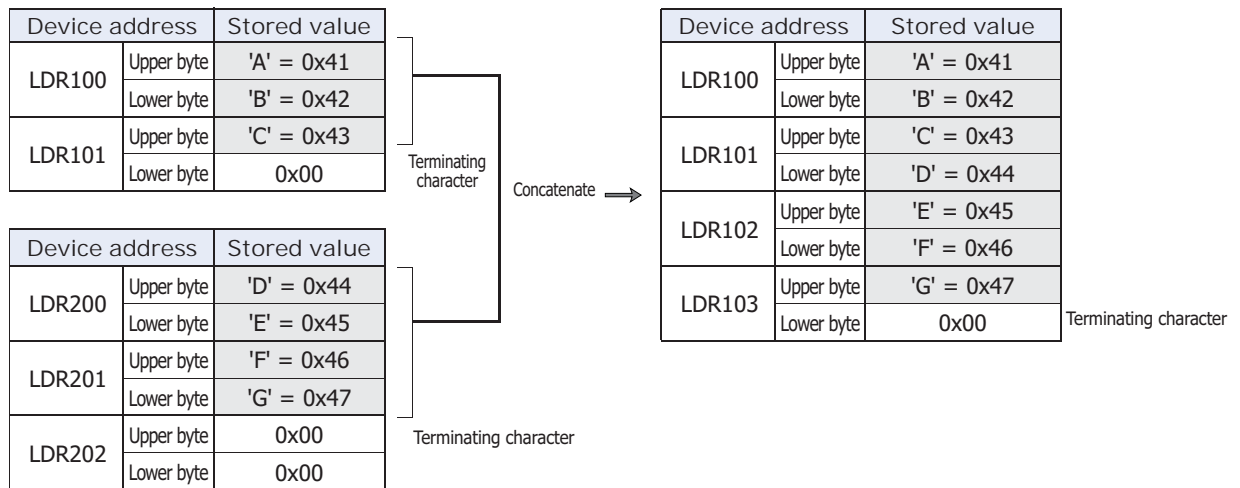 Device address Stored value
LDR100 Upper byte 'A' = 0x41
Lower byte 'B' = 0x42
LDR101 Upper byte 'C' = 0x43
Lower byte 0x00
Terminating
character
Device address Stored value
LDR200 Upper byte 'D' = 0x44
Lower byte 'E' = 0x45
LDR201 Upper byte 'F' = 0x46
Lower byte 'G' = 0x47
LDR202 Upper byte 0x00
Lower byte 0x00
Terminating character
Concatenate
Device address Stored value
LDR100 Upper byte 'A' = 0x41
Lower byte 'B' = 0x42
LDR101 Upper byte 'C' = 0x43
Lower byte 'D' = 0x44
LDR102 Upper byte 'E' = 0x45
Lower byte 'F' = 0x46
LDR103 Upper byte 'G' = 0x47
Lower byte 0x00
Terminating character